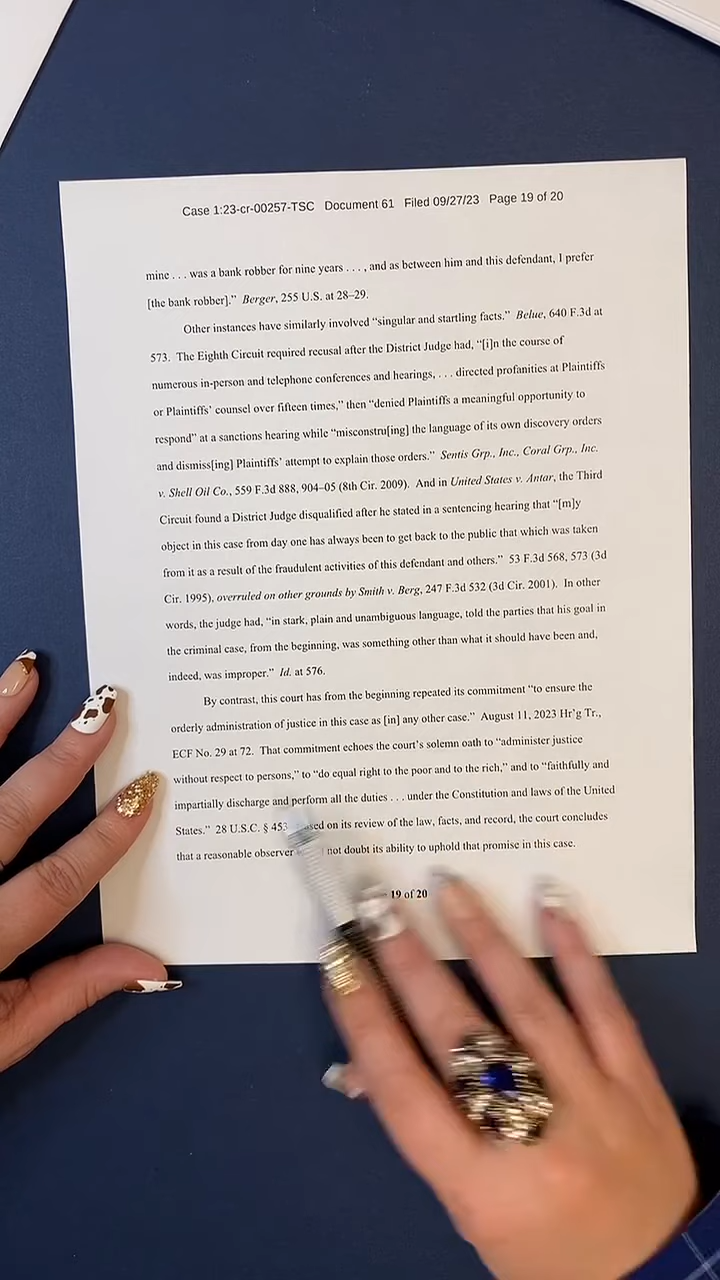 Case 1:23-cr-00257-TSC Document 61 Filed 09/27/23 Page 19 of 20
mine . . . was a bank robber for nine years . . . , and as between him and this defendant, I prefer
[the bank robber].” Berger, 255 U.S. at 28–29.
Other instances have similarly involved “singular and startling facts.” Belue, 640 F.3d at
573. The Eighth Circuit required recusal after the District Judge had, “[i]n the course of
numerous in-person and telephone conferences and hearings, . . . directed profanities at Plaintiffs
or Plaintiffs’ counsel over fifteen times,” then “denied Plaintiffs a meaningful opportunity to
respond” at a sanctions hearing while “misconstru[ing] the language of its own discovery orders
and dismiss[ing] Plaintiffs’ attempt to explain those orders.” Sentis Grp., Inc., Coral Grp., Inc.
v. Shell Oil Co., 559 F.3d 888, 904–05 (8th Cir. 2009). And in United States v. Antar, the Third
Circuit found a District Judge disqualified after he stated in a sentencing hearing that “[m]y
object in this case from day one has always been to get back to the public that which was taken
from it as a result of the fraudulent activities of this defendant and others.” 53 F.3d 568, 573 (3d
Cir. 1995), overruled on other grounds by Smith v. Berg, 247 F.3d 532 (3d Cir. 2001). In other
words, the judge had, “in stark, plain and unambiguous language, told the parties that his goal in
the criminal case, from the beginning, was something other than what it should have been and,
indeed, was improper.” Id. at 576.
By contrast, this court has from the beginning repeated its commitment “to ensure the
orderly administration of justice in this case as [in] any other case.” August 11, 2023 Hr’g Tr.,
ECF No. 29 at 72. That commitment echoes the court’s solemn oath to “administer justice
without respect to persons,” to “do equal right to the poor and to the rich,” and to “faithfully and
impartially discharge and perform all the duties . . . under the Constitution and laws of the United
States.” 28 U.S.C. § 453 on its review of the law, facts, and record, the court concludes
that a reasonable observer not doubt its ability to uphold that promise in this case.
19 of 20